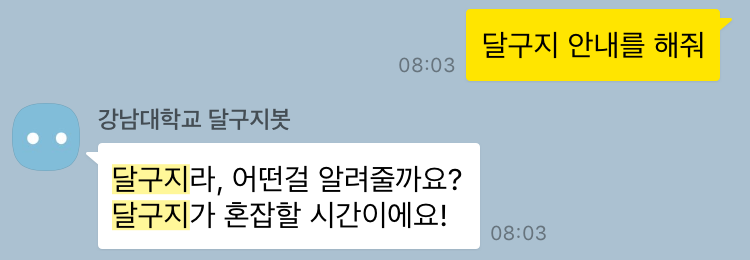 달구지 안내를 해줘
08:03
강남대학교 달구지봇
달구지라, 어떤걸 알려줄까요?
달구지가 혼잡할 시간이에요!
08:03